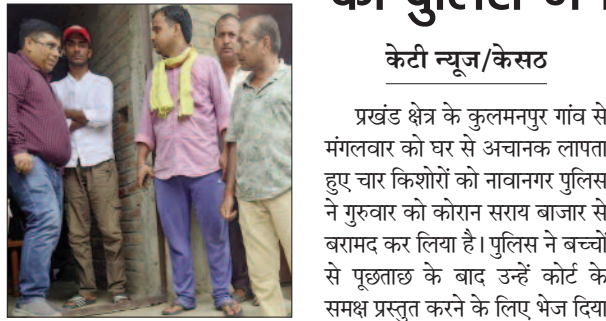 पुलिस
केटी न्यूज/केसठ
प्रखंड क्षेत्र के कुलमनपुर गांव से
मंगलवार को घर से अचानक लापता
हुए चार किशोरों को नावानगर पुलिस
ने गुरुवार को कोरान सराय बाजार से
बरामद कर लिया है। पुलिस ने बच्चों
से पूछताछ के बाद उन्हें कोर्ट के
समक्ष प्रस्तुत करने के लिए भेज दिया